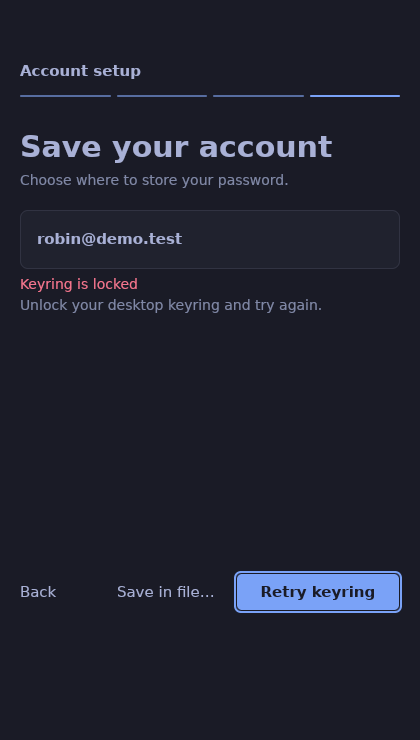 Account setup
Save your account
Choose where to store your password.
robin@demo.test
Keyring is locked
Unlock your desktop keyring and try again.
Back
Save in file…
Retry keyring